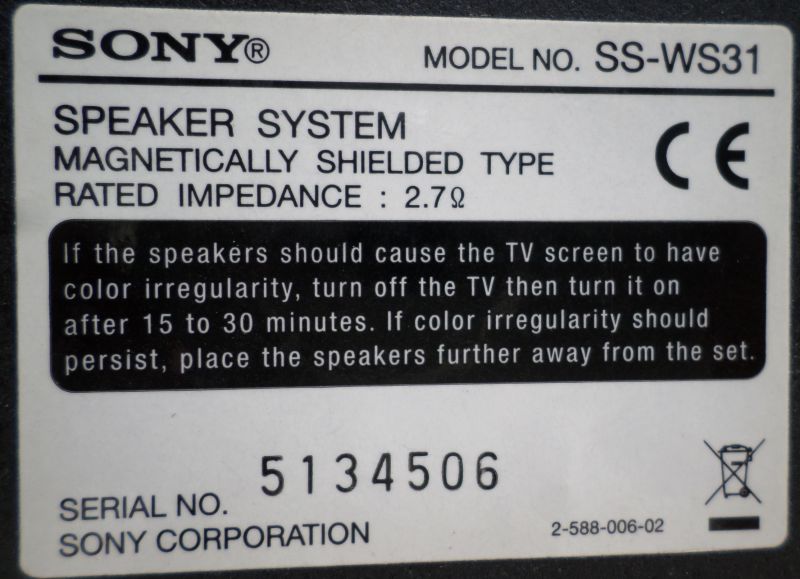 SONY® MODEL NO. SS-WS31
SPEAKER SYSTEM
MAGNETICALLY SHIELDED TYPE
RATED IMPEDANCE : 2.7Ω
CE
If the speakers should cause the TV screen to have
color irregularity, turn off the TV then turn it on
after 15 to 30 minutes. If color irregularity should
persist, place the speakers further away from the set.
SERIAL NO. 5134506
SONY CORPORATION 2-588-006-02